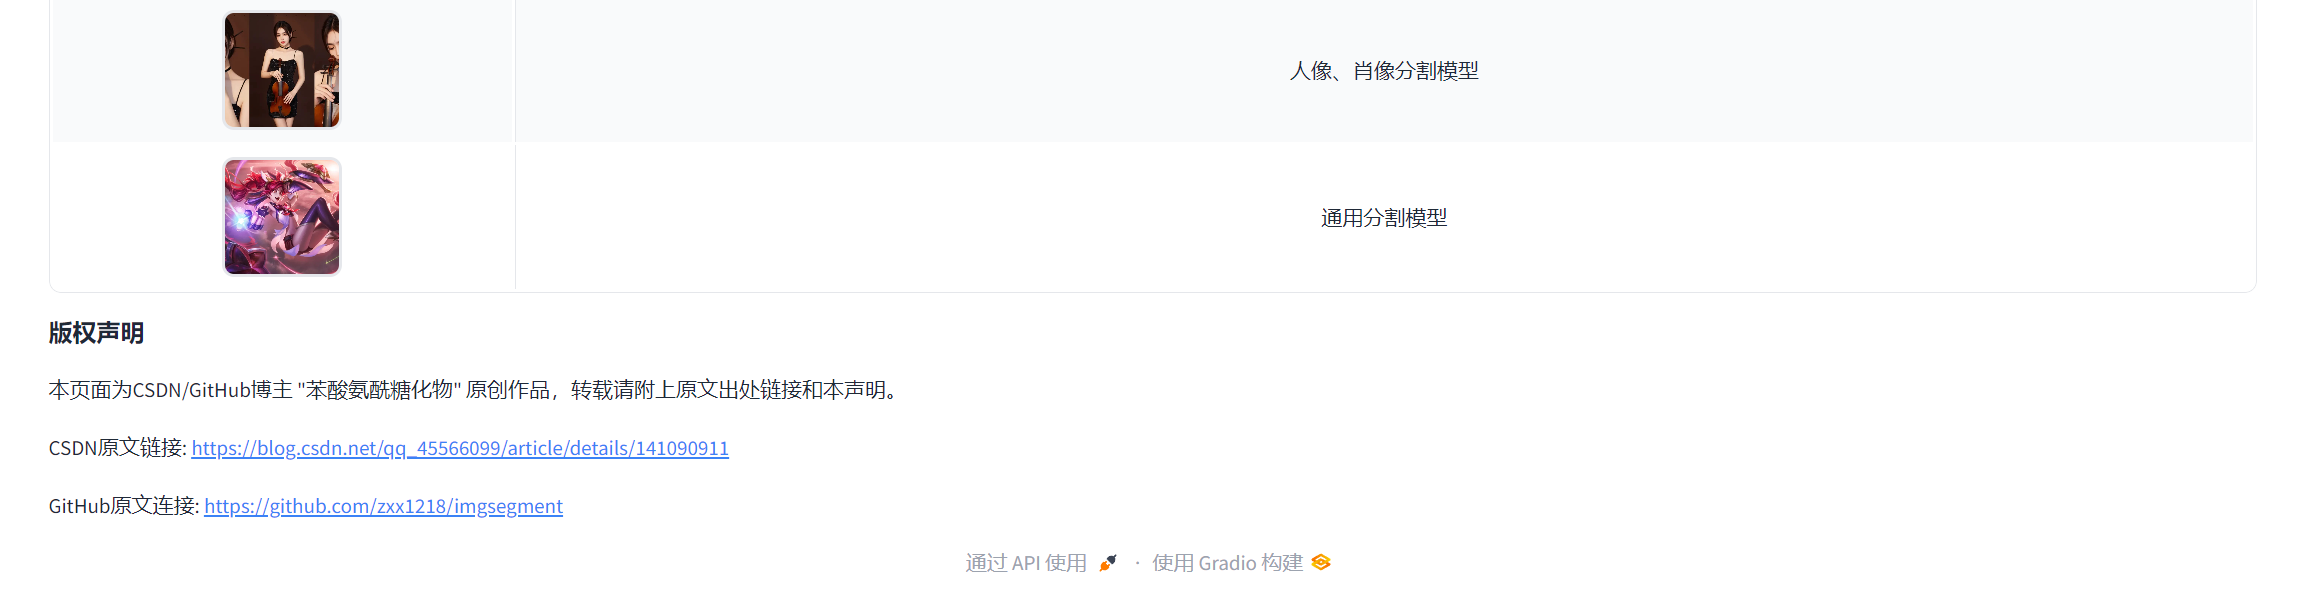 人像、肖像分割模型
通用分割模型
版权声明
本页面为CSDN/GitHub博主 "苯酸氨酰糖化物" 原创作品，转载请附上原文出处链接和本声明。
CSDN原文链接: https://blog.csdn.net/qq_45566099/article/details/141090911
GitHub原文连接: https://github.com/zxx1218/imgsegment
通过 API 使用 · 使用 Gradio 构建